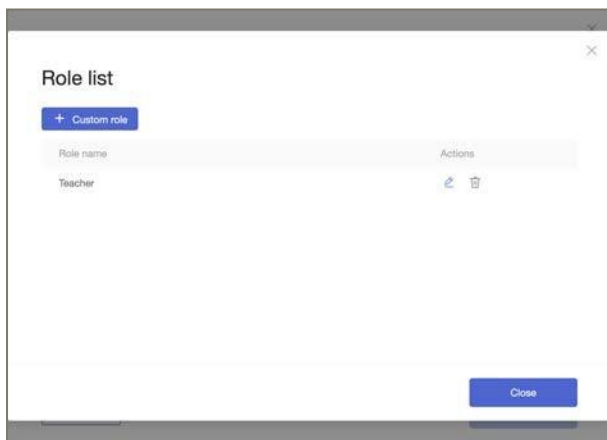 Role list
+ Custom role
Role name Actions
Teacher
Close